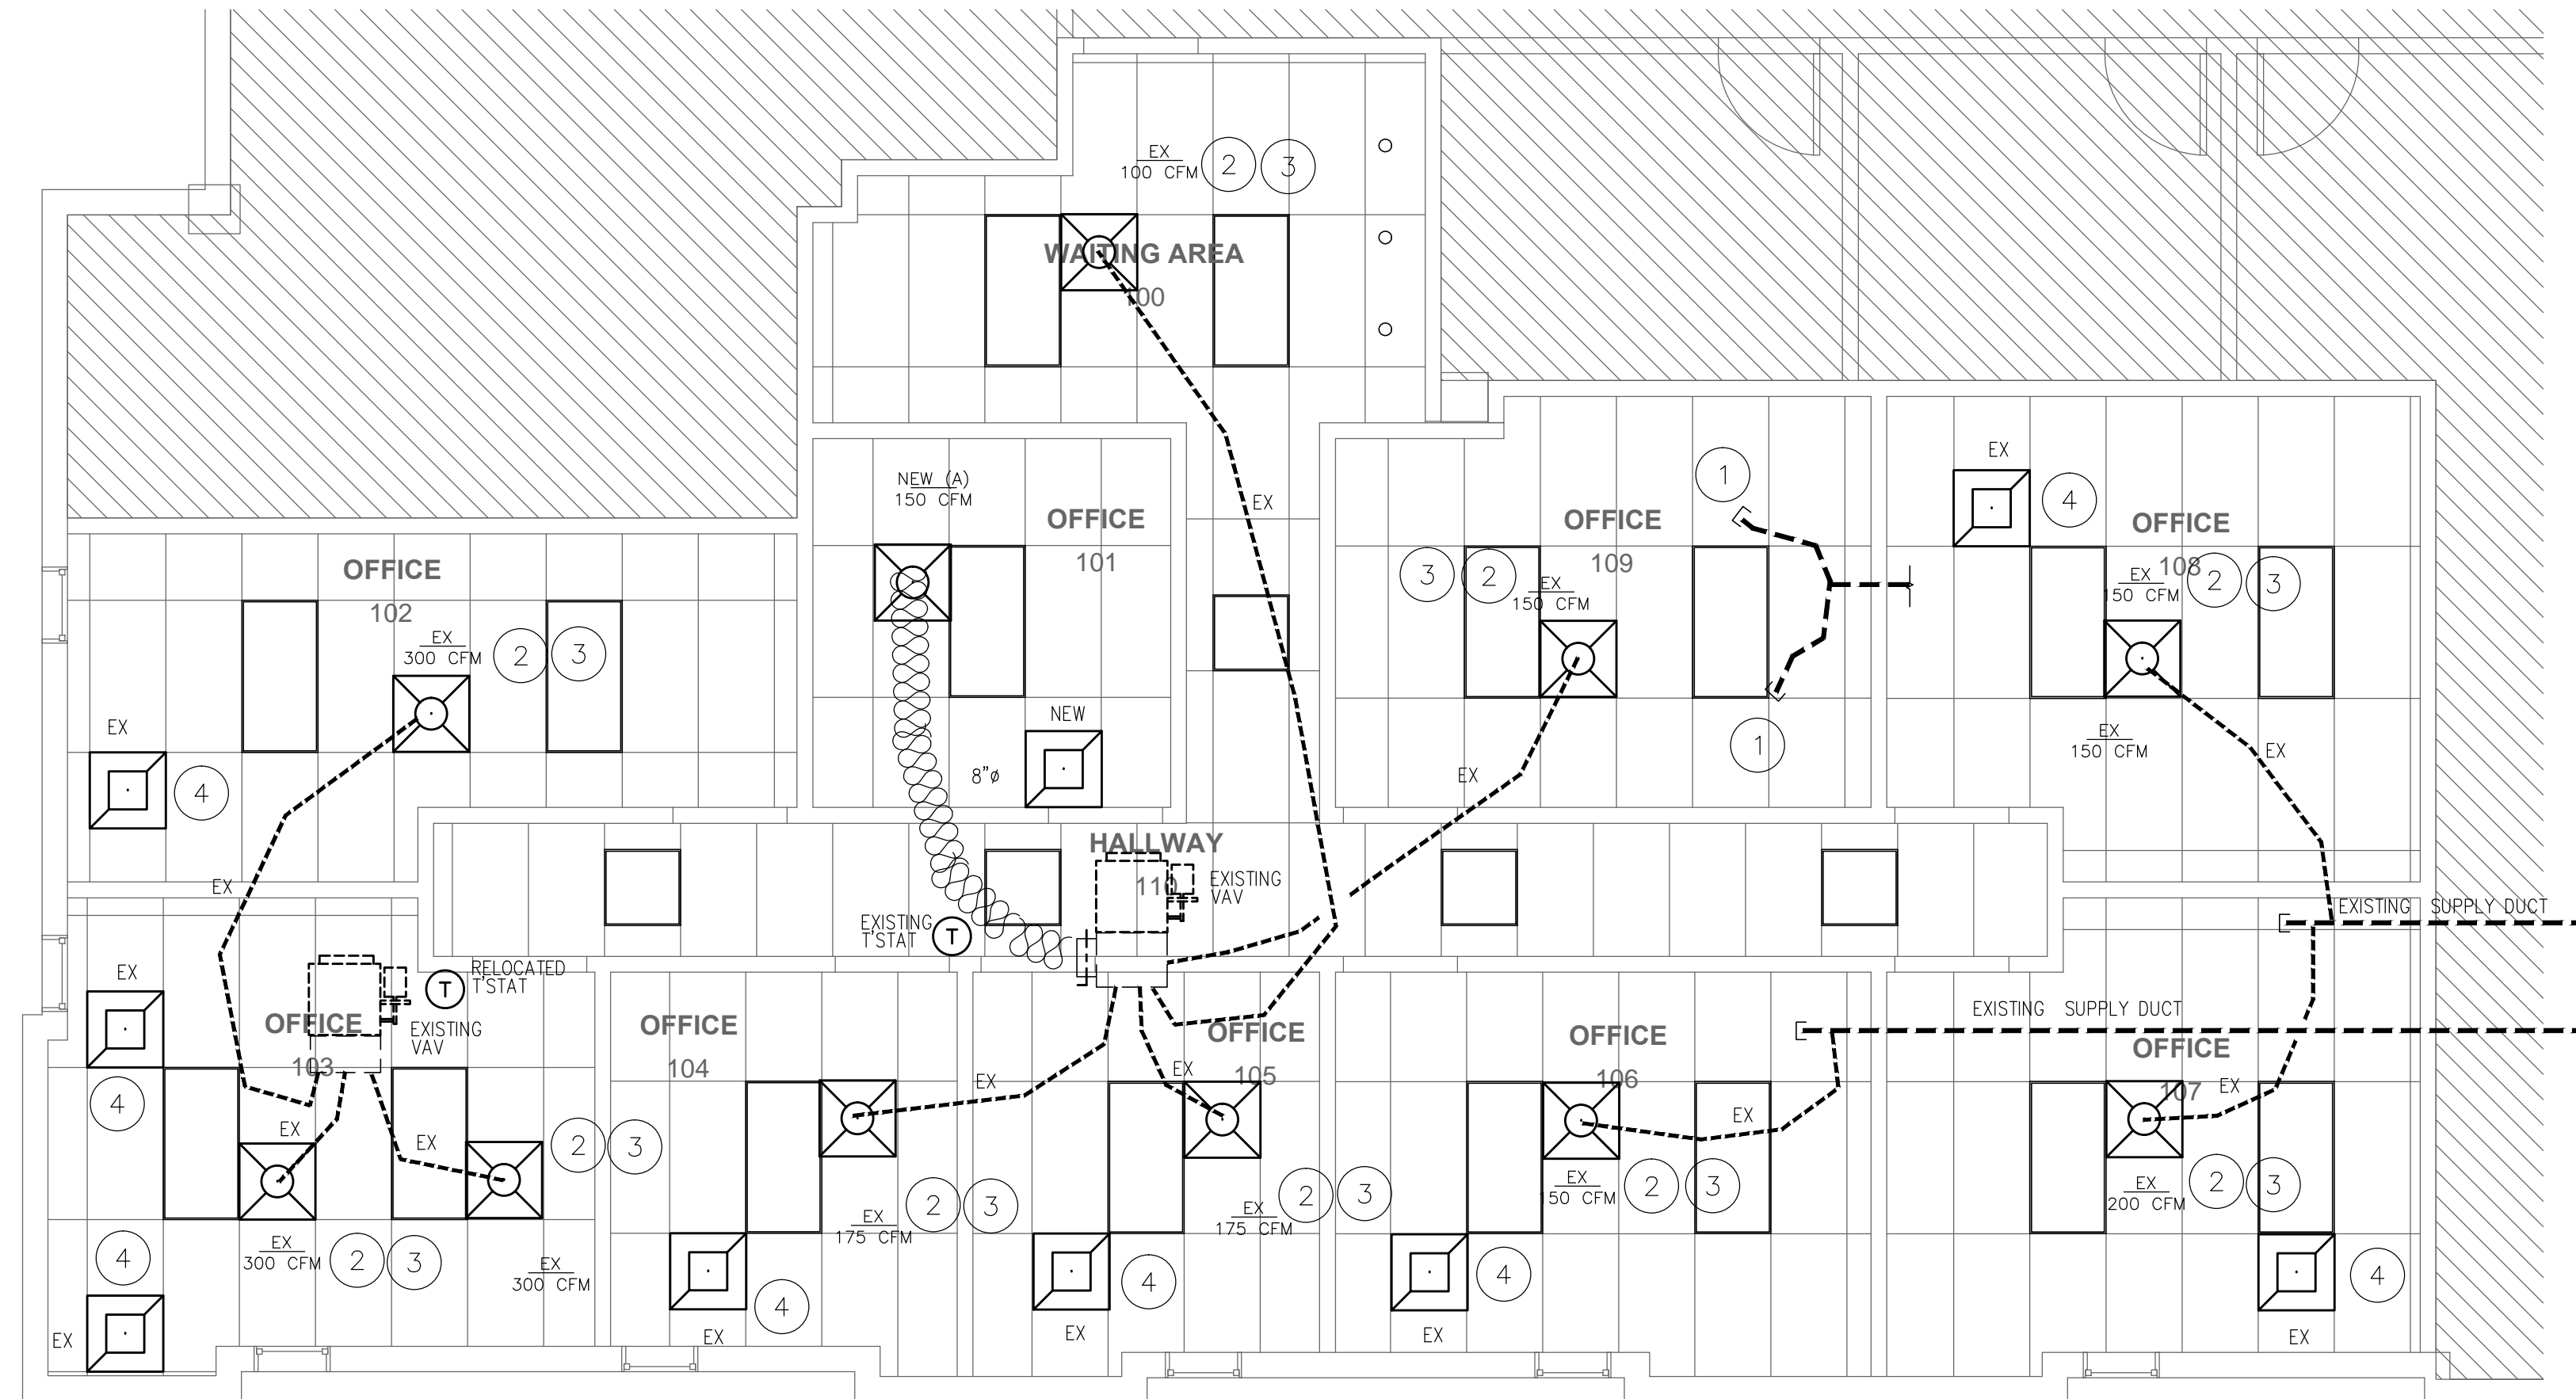 EX
100 CFM
2
3
WAITING AREA
100
NEW (A)
150 CFM
OFFICE
101
EX
OFFICE
109
1
EX
4
OFFICE
108
OFFICE
102
EX
300 CFM
2
3
3
2
EX
150 CFM
EX
150 CFM
2
3
EX
4
NEW
8"ø
EX
1
EX
150 CFM
EX
HALLWAY
110
EXISTING
VAV
EX
EXISTING
T'STAT
T
EXISTING SUPPLY DUCT
EX
T
RELOCATED
T'STAT
EXISTING
VAV
OFFICE
103
OFFICE
104
OFFICE
105
OFFICE
106
EXISTING SUPPLY DUCT
OFFICE
107
4
EX
EX
2
3
EX
EX
EX
EX
4
EX
300 CFM
2
3
EX
300 CFM
EX
175 CFM
2
3
EX
175 CFM
2
3
EX
150 CFM
2
3
EX
200 CFM
2
3
EX
4
EX
4
EX
4
EX
4
EX